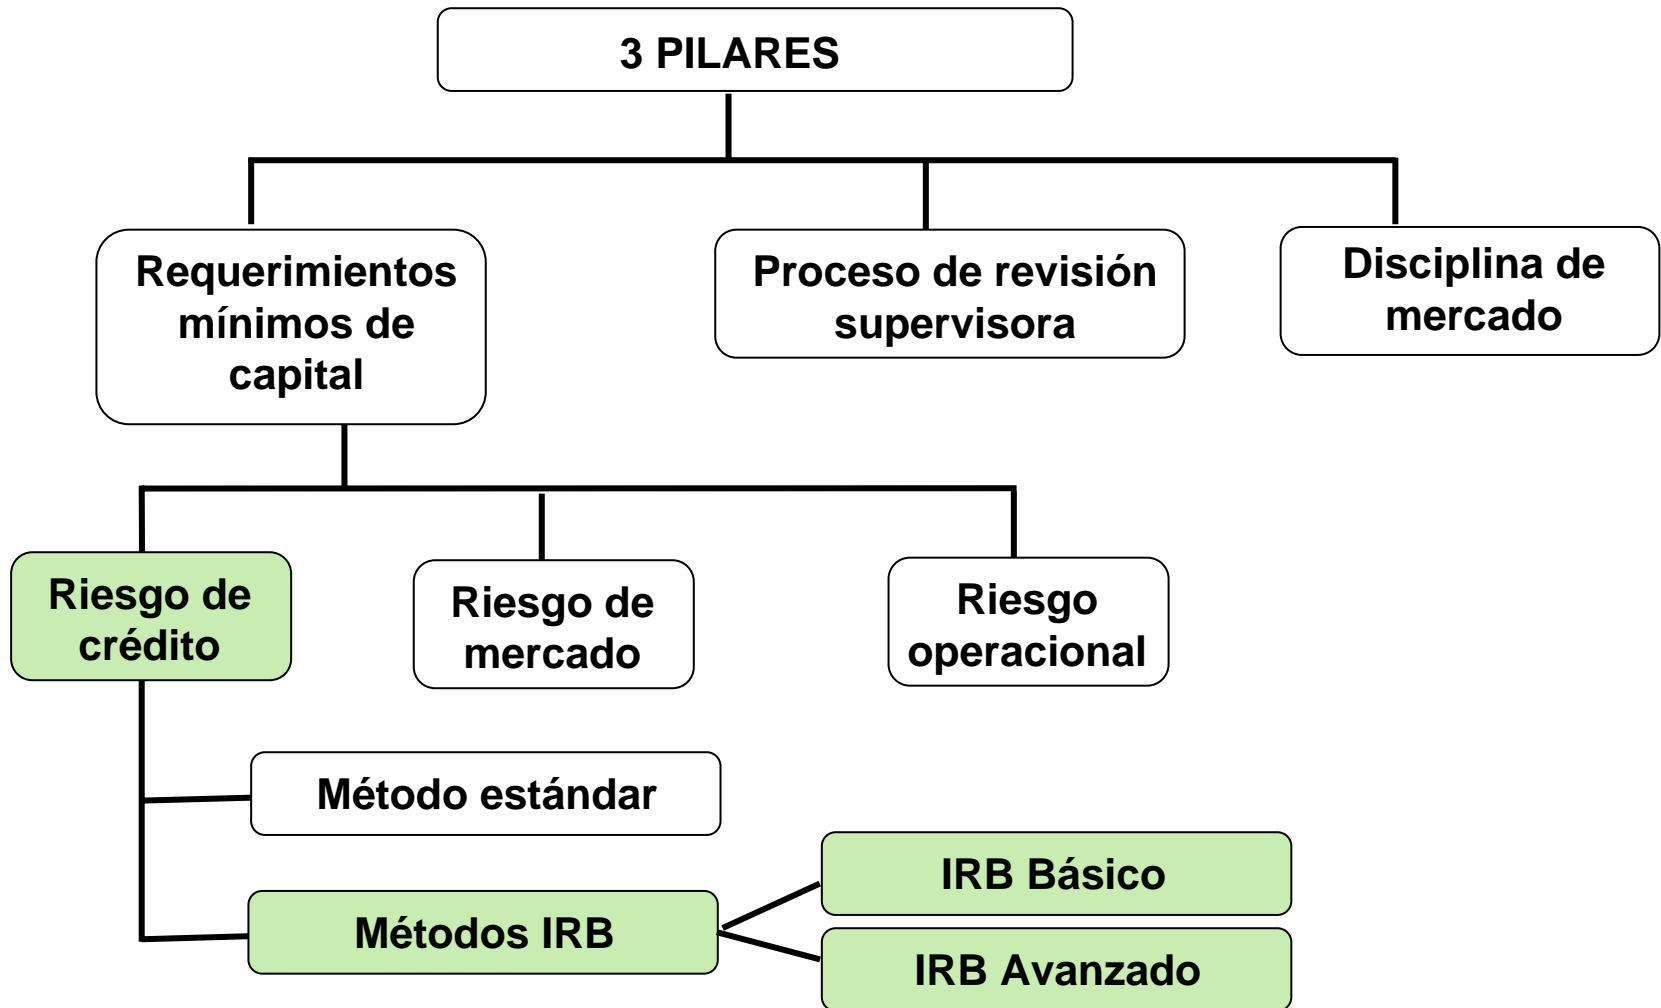 3 PILARES
Requerimientos
mínimos de
capital
Proceso de revisión
supervisora
Disciplina de
mercado
Riesgo de
crédito
Riesgo de
mercado
Riesgo
operacional
Método estándar
Métodos IRB
IRB Básico
IRB Avanzado